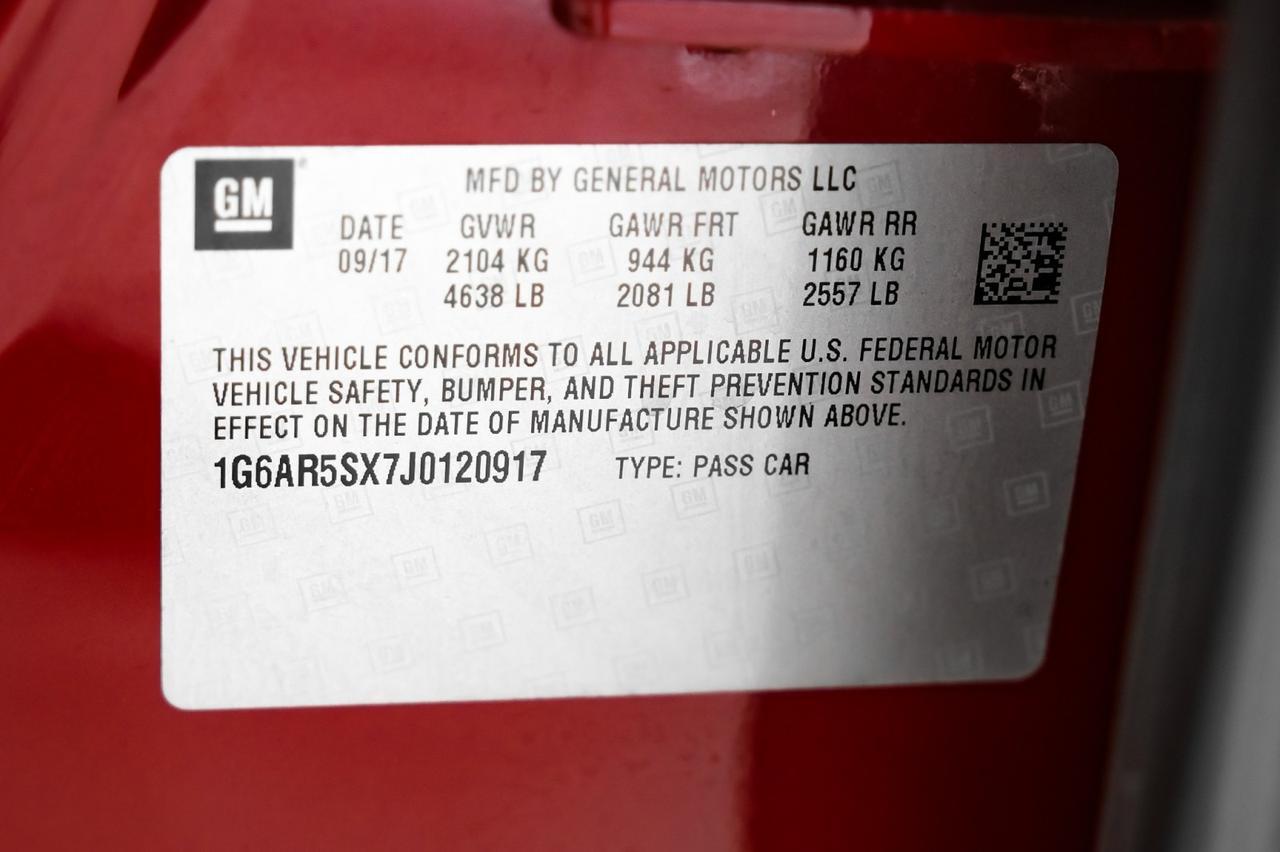 GM
MFD BY GENERAL MOTORS LLC
DATE GVWR GAWR FRT GAWR RR
09/17 2104 KG 944 KG 1160 KG
4638 LB 2081 LB 2557 LB
THIS VEHICLE CONFORMS TO ALL APPLICABLE U.S. FEDERAL MOTOR
VEHICLE SAFETY, BUMPER, AND THEFT PREVENTION STANDARDS IN
EFFECT ON THE DATE OF MANUFACTURE SHOWN ABOVE.
1G6AR5SX7J0120917 TYPE: PASS CAR